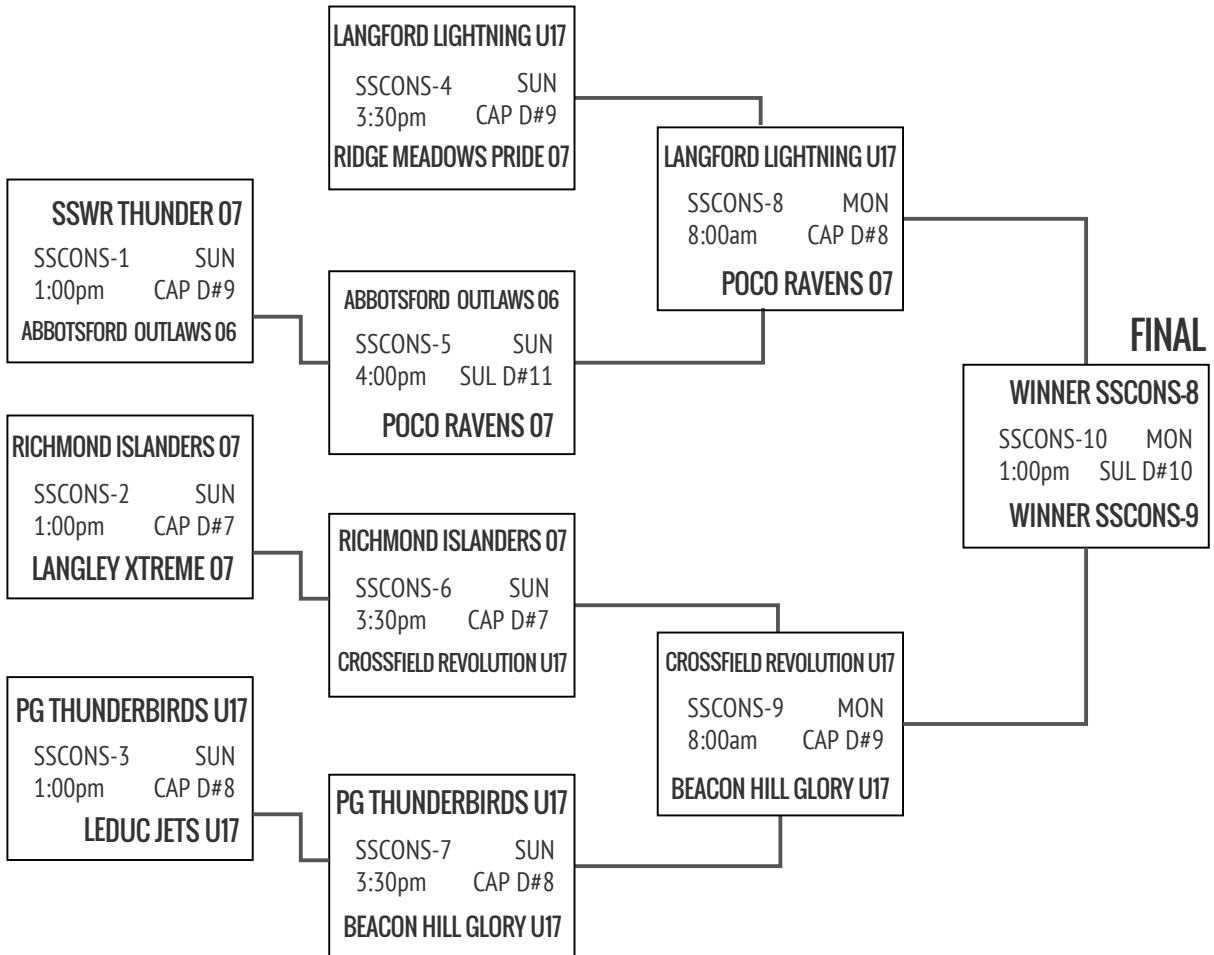 LANGFORD LIGHTNING U17
SSCONS-4 SUN
3:30pm CAP D#9
RIDGE MEADOWS PRIDE 07
SSWR THUNDER 07
SSCONS-1 SUN
1:00pm CAP D#9
ABBOTSFORD OUTLAWS 06
RICHMOND ISLANDERS 07
SSCONS-2 SUN
1:00pm CAP D#7
LANGLEY XTREME 07
PG THUNDERBIRDS U17
SSCONS-3 SUN
1:00pm CAP D#8
LEDUC JETS U17
ABBOTSFORD OUTLAWS 06
SSCONS-5 SUN
4:00pm SUL D#11
POCO RAVENS 07
RICHMOND ISLANDERS 07
SSCONS-6 SUN
3:30pm CAP D#7
CROSSFIELD REVOLUTION U17
PG THUNDERBIRDS U17
SSCONS-7 SUN
3:30pm CAP D#8
BEACON HILL GLORY U17
LANGFORD LIGHTNING U17
SSCONS-8 MON
8:00am CAP D#8
POCO RAVENS 07
CROSSFIELD REVOLUTION U17
SSCONS-9 MON
8:00am CAP D#9
BEACON HILL GLORY U17
FINAL
WINNER SSCONS-8
SSCONS-10 MON
1:00pm SUL D#10
WINNER SSCONS-9